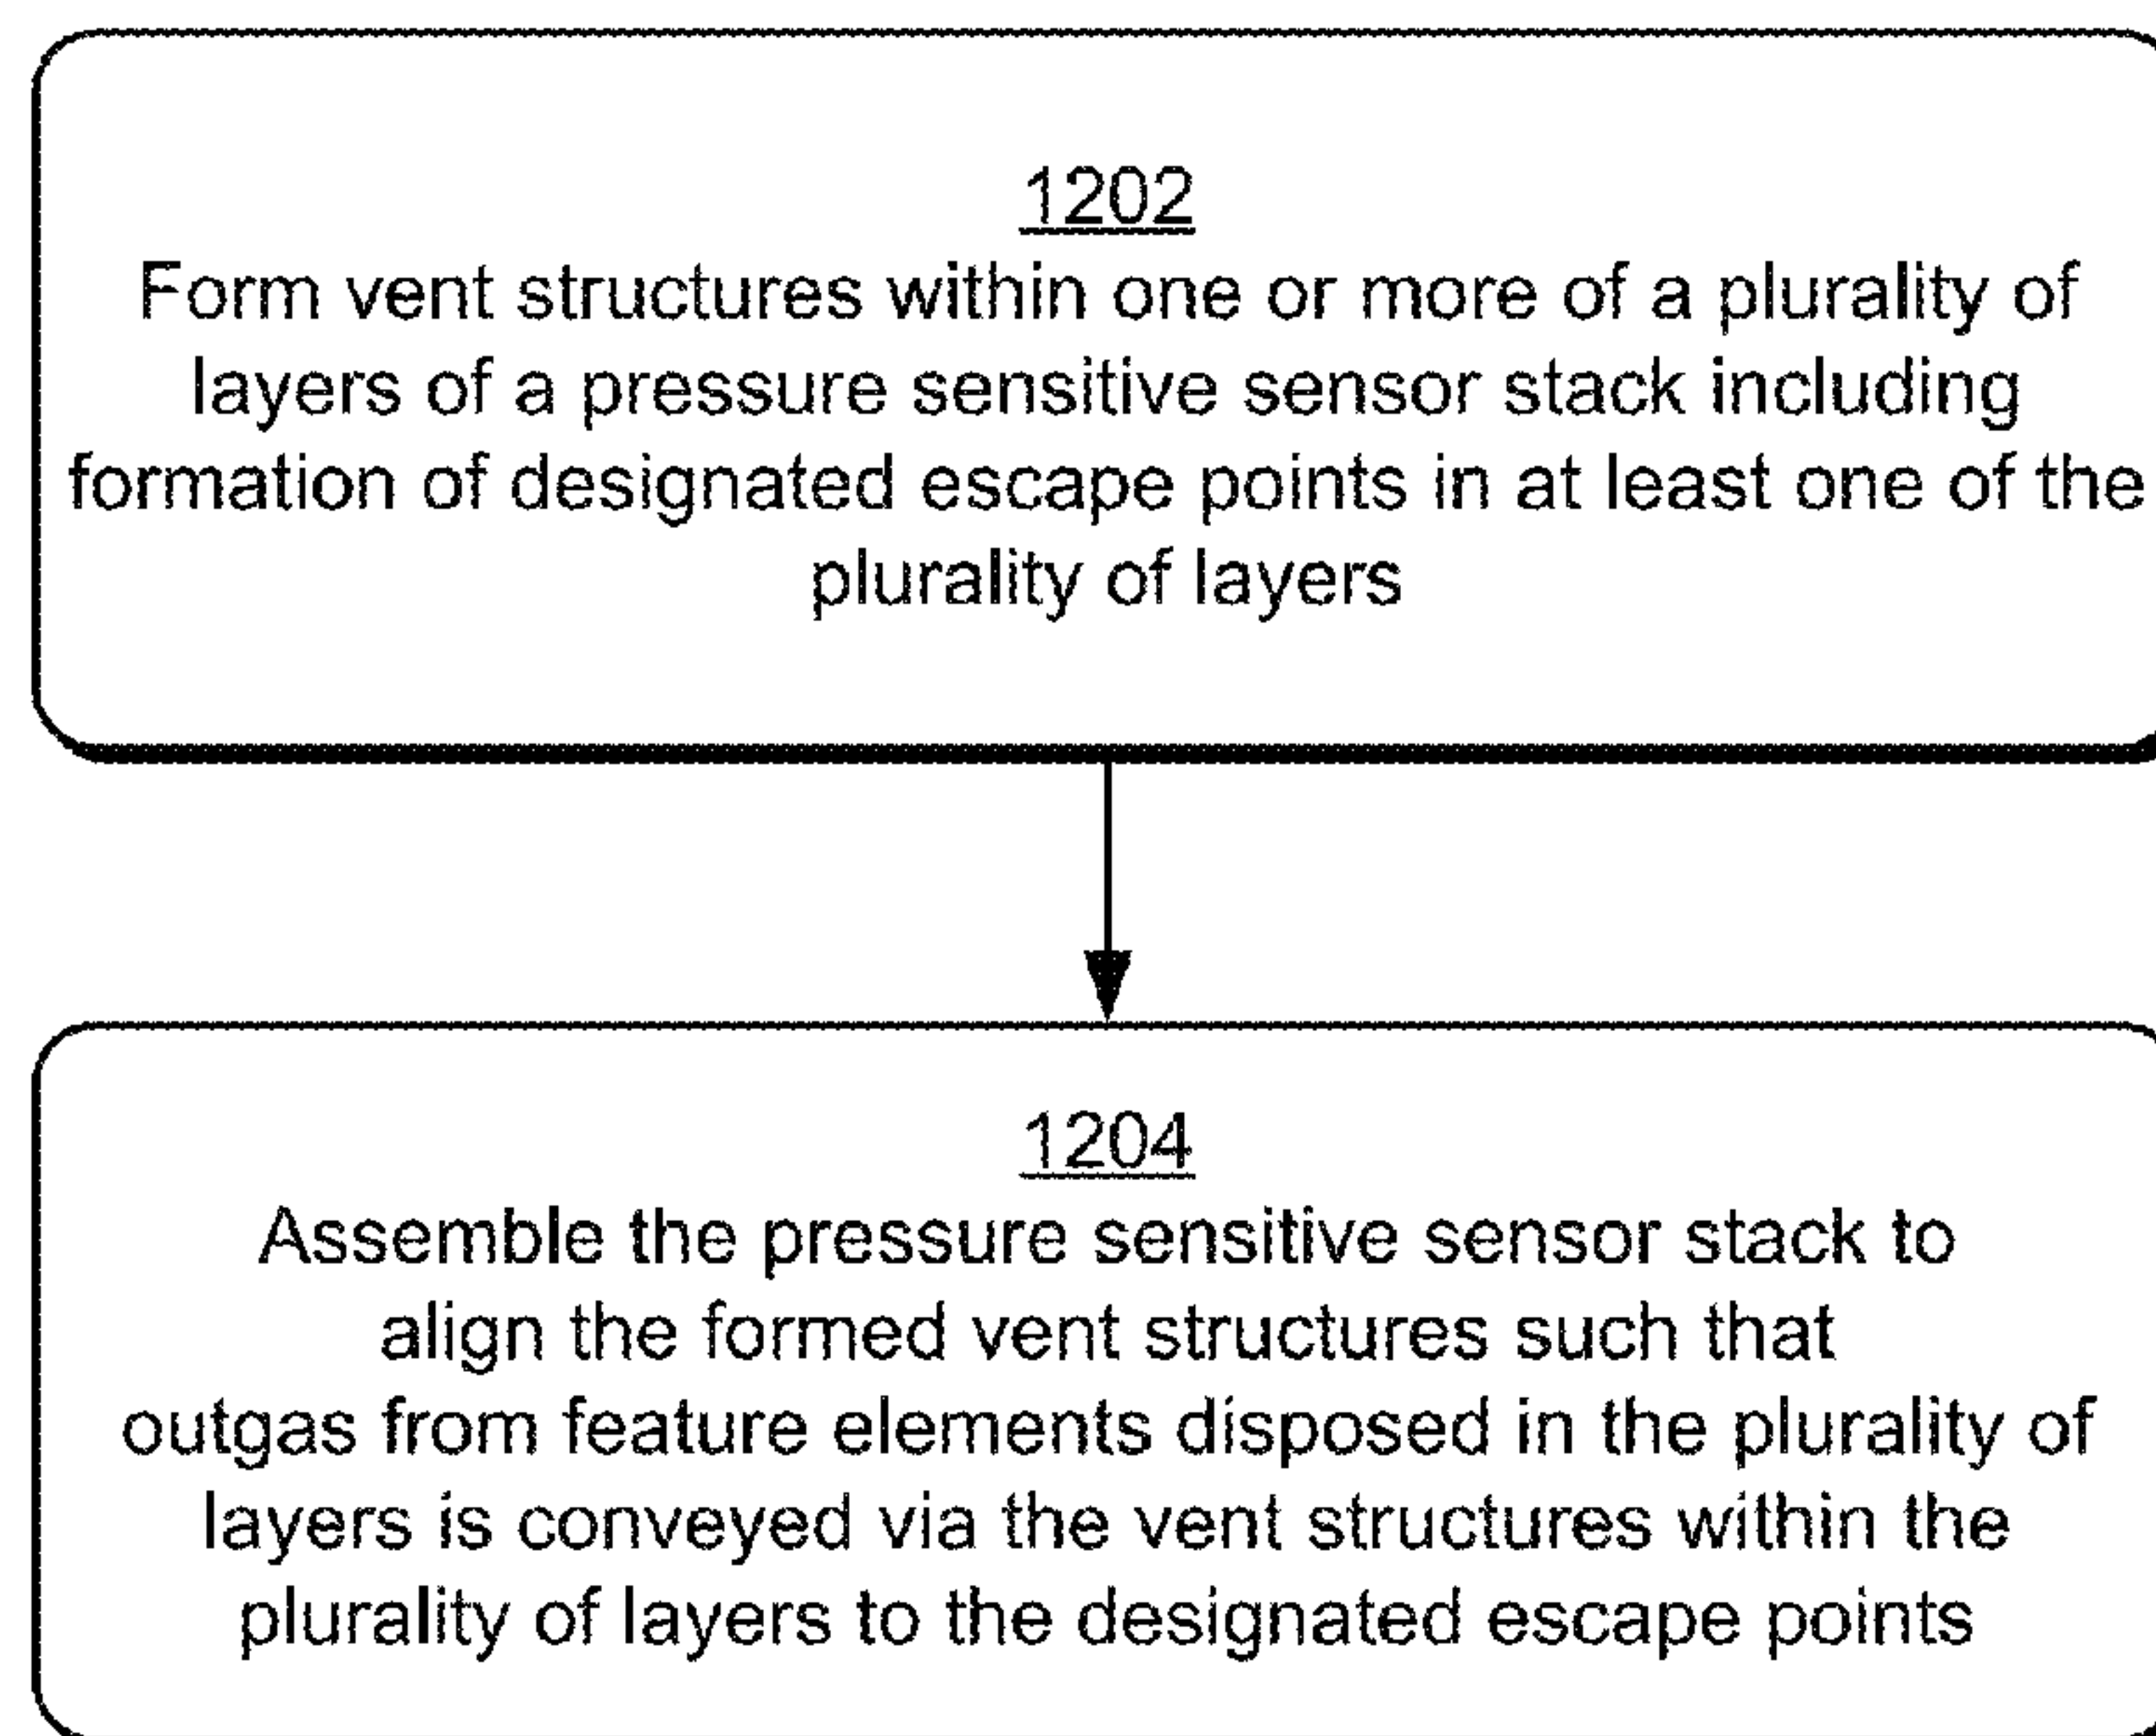 1202
Form vent structures within one or more of a plurality of
layers of a pressure sensitive sensor stack including
formation of designated escape points in at least one of the
plurality of layers
1204
Assemble the pressure sensitive sensor stack to
align the formed vent structures such that
outgas from feature elements disposed in the plurality of
layers is conveyed via the vent structures within the
plurality of layers to the designated escape points